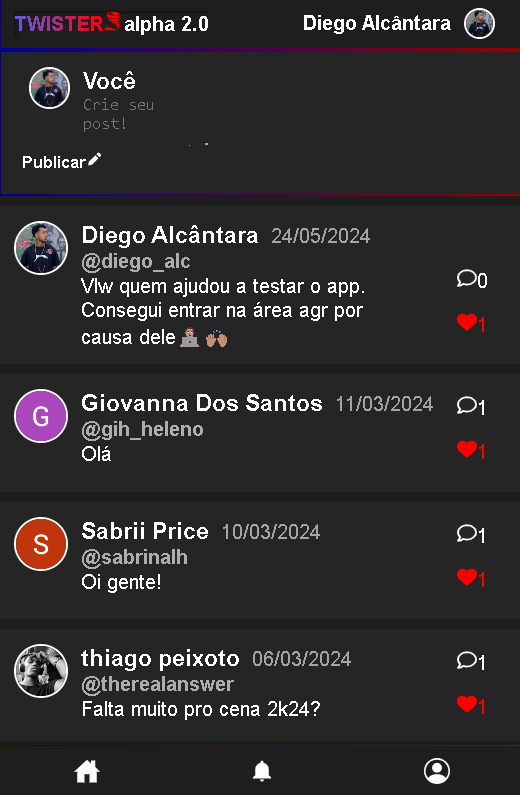 TWISTER alpha 2.0
Diego Alcântara
Você
Crie seu
post!
Publicar
Diego Alcântara 24/05/2024
@diego_alc
Vlw quem ajudou a testar o app.
Consegui entrar na área agr por
causa dele👨🏽‍💻 🙌🏽
0
1
Giovanna Dos Santos 11/03/2024
@gih_heleno
Olá
1
1
G
Sabrii Price 10/03/2024
@sabrinalh
Oi gente!
1
1
S
thiago peixoto 06/03/2024
@therealanswer
Falta muito pro cena 2k24?
1
1